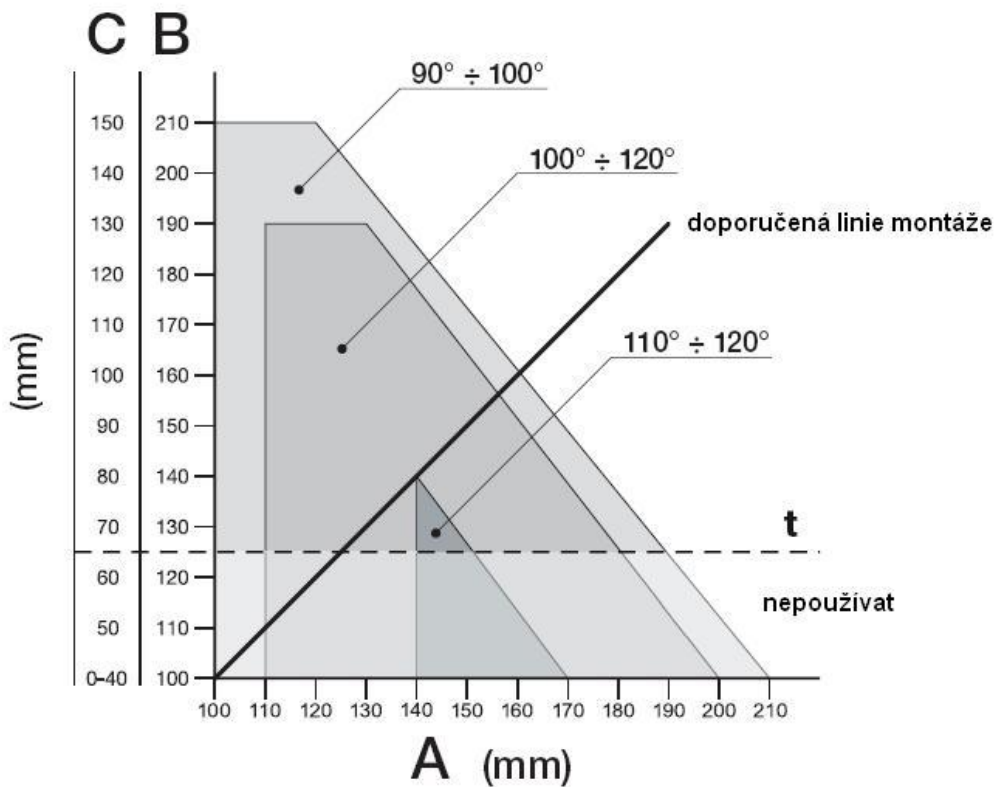 C B
90° ÷ 100°
150 210
140 200
100° ÷ 120°
130 190
doporučená linie montáže
120 180
110 170
110° ÷ 120°
100 160
(mm)
90 150
80 140
70 130
t
60 120
nepoužívat
50 110
0-40 100
100 110 120 130 140 150 160 170 180 190 200 210
A (mm)